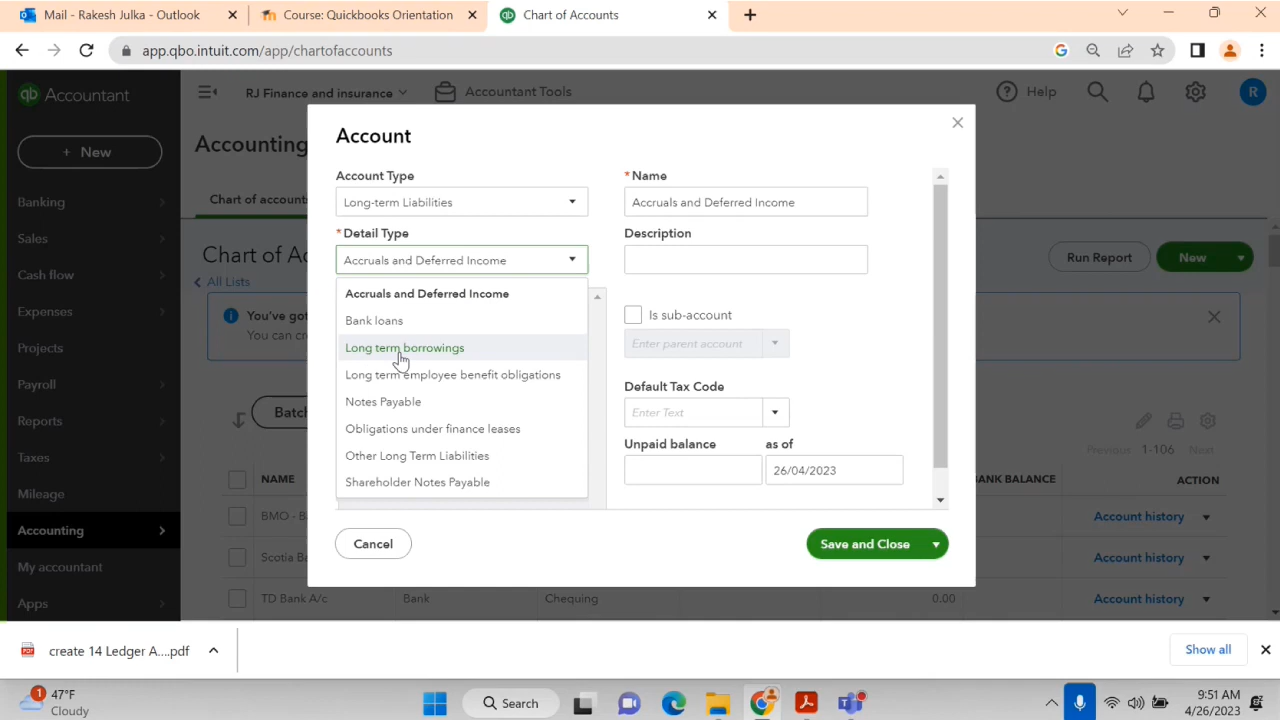 Mail - Rakesh Julka - Outlook
Course: Quickbooks Orientation
qb Chart of Accounts
app.qbo.intuit.com/app/chartofaccounts
qb Accountant
RJ Finance and insurance
Accountant Tools
Help
R
+ New
Accounting
Banking
Sales
Cash flow
Expenses
Projects
Payroll
Reports
Taxes
Mileage
Accounting
My accountant
Apps
Chart of accounts
Chart of
All Lists
Run Report
New
You've got
You can
Batch
Previous 1-106 Next
NAME
BANK BALANCE
ACTION
BMO - B
Account history
Scotia Ba
Account history
TD Bank A/c
Bank
Chequing
0.00
Account history
Account
Account Type
Long-term Liabilities
* Detail Type
Accruals and Deferred Income
Accruals and Deferred Income
Bank loans
Long term borrowings
Long term employee benefit obligations
Notes Payable
Obligations under finance leases
Other Long Term Liabilities
Shareholder Notes Payable
* Name
Accruals and Deferred Income
Description
Is sub-account
Enter parent account
Default Tax Code
Enter Text
Unpaid balance
as of
26/04/2023
Cancel
Save and Close
create 14 Ledger A....pdf
Show all
1
47°F
Cloudy
Search
9:51 AM
4/26/2023